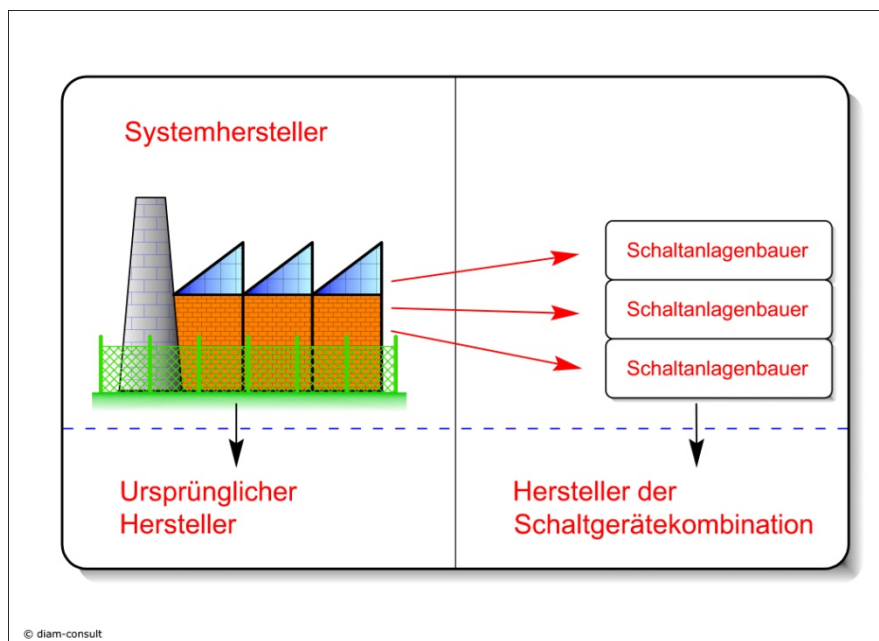 Systemhersteller
Schaltanlagenbauer
Schaltanlagenbauer
Schaltanlagenbauer
Ursprünglicher
Hersteller
Hersteller der
Schaltgerätekombination
© diam-consult